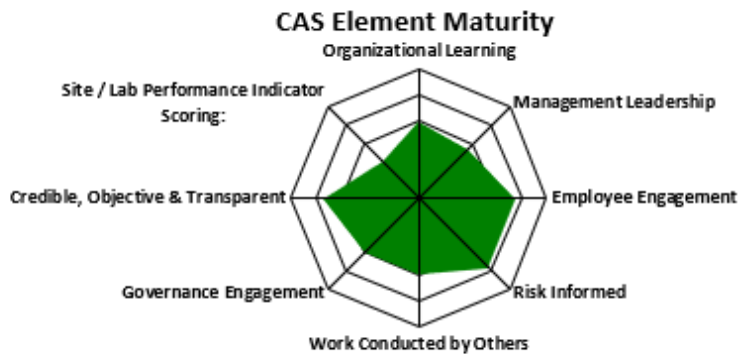 CAS Element Maturity
Organizational Learning
Site / Lab Performance Indicator
Scoring:
Management Leadership
Credible, Objective & Transparent
Employee Engagement
Governance Engagement
Risk Informed
Work Conducted by Others